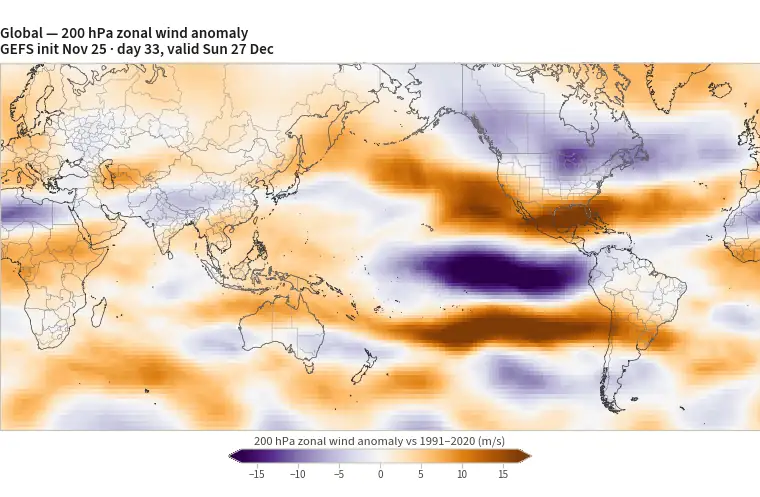 Global — 200 hPa zonal wind anomaly
GEFS init Nov 25 · day 33, valid Sun 27 Dec
200 hPa zonal wind anomaly vs 1991–2020 (m/s)
−15 −10 −5 0 5 10 15